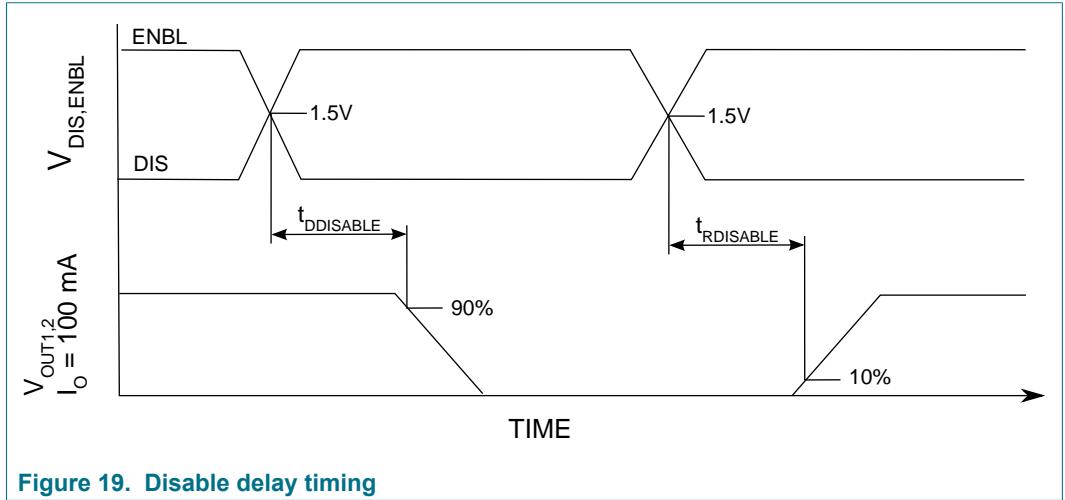 ENBL
V_DIS,ENBL
1.5V
1.5V
DIS
t_DDISABLE
t_RDISABLE
V_OUT1,2
I_O = 100 mA
90%
10%
TIME
Figure 19. Disable delay timing